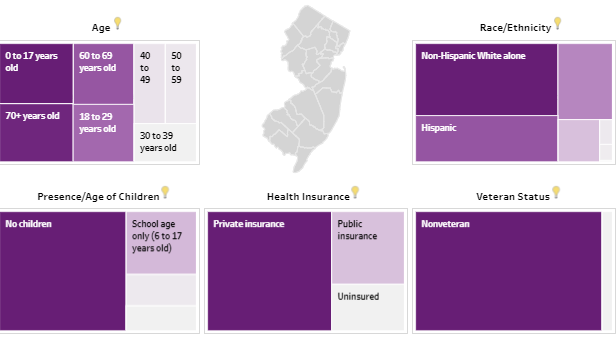 Age
0 to 17 years
old
60 to 69
years old
40
to
49
50
to
59
70+ years old
18 to 29
years old
30 to 39
years old
Race/Ethnicity
Non-Hispanic White alone
Hispanic
Presence/Age of Children
No children
School age
only (6 to 17
years old)
Health Insurance
Private insurance
Public
insurance
Uninsured
Veteran Status
Nonveteran